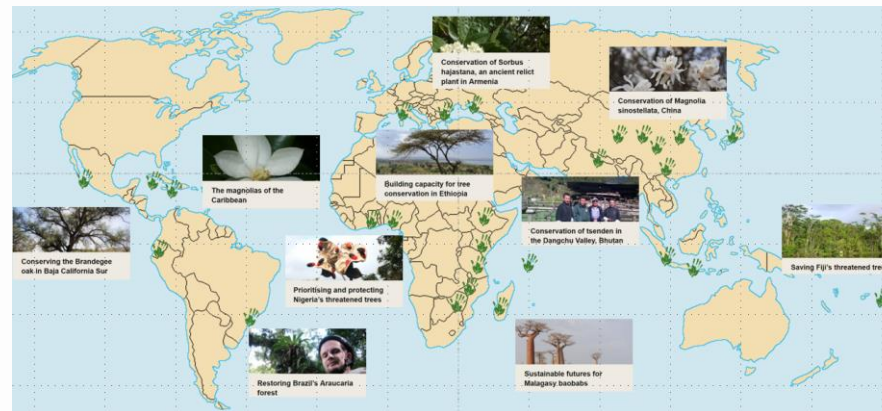 Conservation of Sorbus
hajastana, an ancient relict
plant in Armenia
Conservation of Magnolia
sinostellata, China
The magnolias of the
Caribbean
Building capacity for tree
conservation in Ethiopia
Conservation of tsenden in
the Dangchu Valley, Bhutan
Conserving the Brandegee
oak in Baja California Sur
Prioritising and protecting
Nigeria's threatened trees
Saving Fiji's threatened tree
Restoring Brazil's Araucaria
forest
Sustainable futures for
Malagasy baobabs